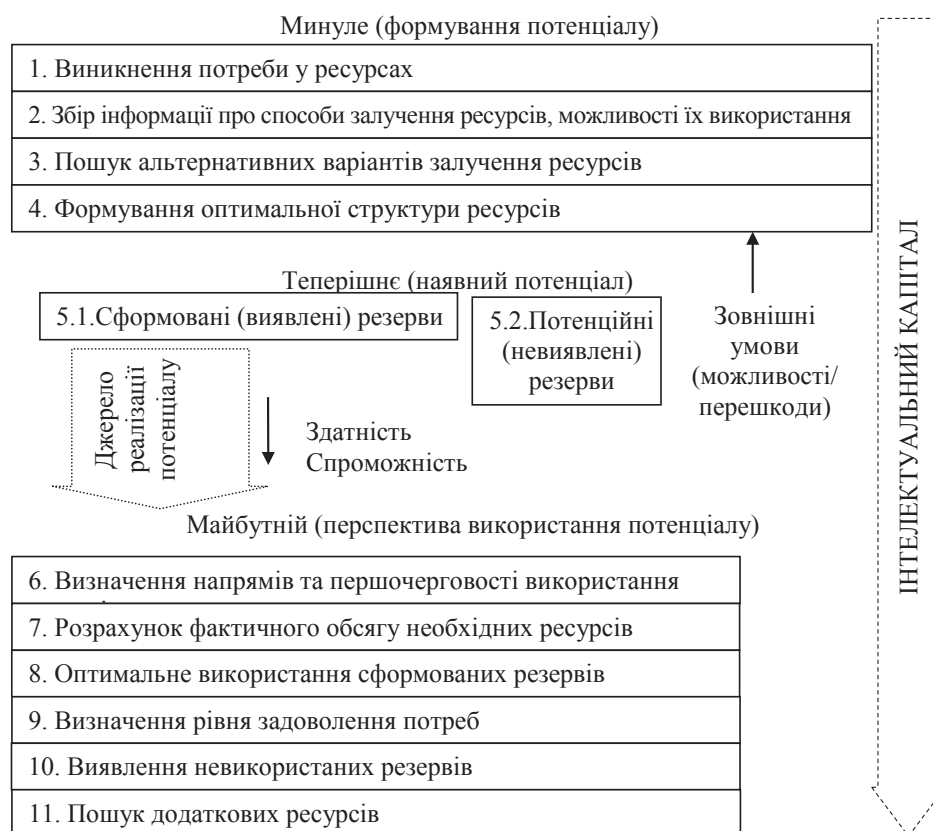 Минуле (формування потенціалу)
1. Виникнення потреби у ресурсах
2. Збір інформації про способи залучення ресурсів, можливості їх використання
3. Пошук альтернативних варіантів залучення ресурсів
4. Формування оптимальної структури ресурсів
Теперішнє (наявний потенціал)
5.1.Сформовані (виявлені) резерви
5.2.Потенційні
(невиявлені)
резерви
Зовнішні
умови
(можливості/
перешкоди)
Джерело
реалізації
потенціалу
Здатність
Спроможність
Майбутній (перспектива використання потенціалу)
6. Визначення напрямів та першочерговості використання
7. Розрахунок фактичного обсягу необхідних ресурсів
8. Оптимальне використання сформованих резервів
9. Визначення рівня задоволення потреб
10. Виявлення невикористаних резервів
11. Пошук додаткових ресурсів
ІНТЕЛЕКТУАЛЬНИЙ КАПІТАЛ